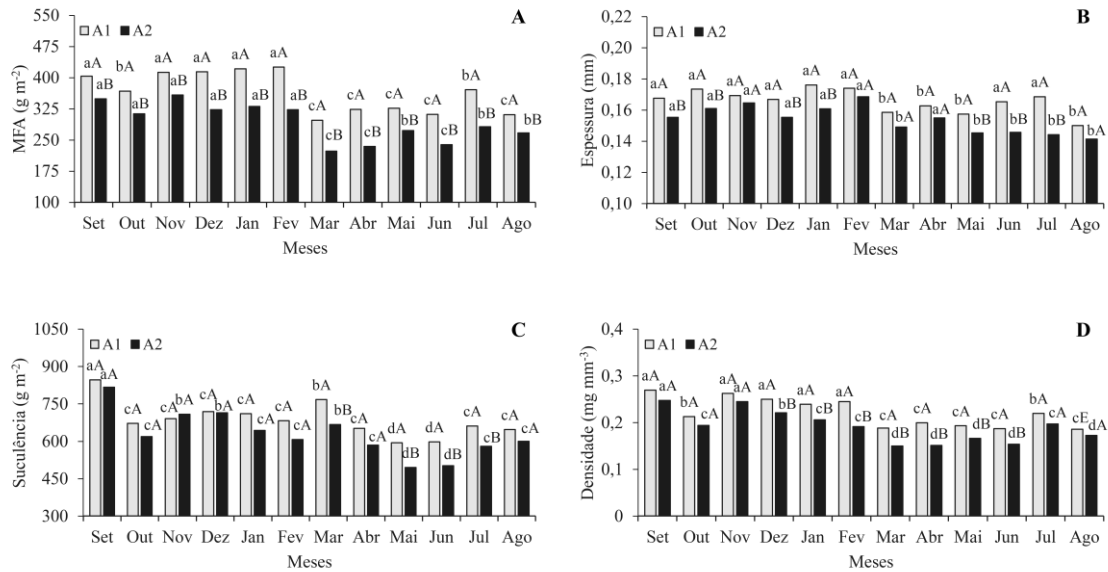 A
550
475
400
325
250
175
100
MFA (g m-2)
A1 A2
aA aB bA aB aA aB aA aB aA aB aA aB cA cB cA cB cA bB cA cB bA bB cA bB
Set Out Nov Dez Jan Fev Mar Abr Mai Jun Jul Ago
Meses
B
0,20
0,18
0,16
0,14
0,12
0,10
Espessura (mm)
A1 A2
aA aB aA aB aA aA aA aB aA aB aA aA bA bA bA aA bA bB aA bB aA bB bA bA
Set Out Nov Dez Jan Fev Mar Abr Mai Jun Jul Ago
Meses
C
1050
900
750
600
450
300
Suculência (g m-2)
A1 A2
aA aA cA cA cA bA cA bA cA cA cA cA bA bB cA cA dA dB dA dB cA cB cA cA
Set Out Nov Dez Jan Fev Mar Abr Mai Jun Jul Ago
Meses
D
0,4
0,3
0,2
0,1
0
Densidade (mg mm-3)
A1 A2
aA aA bA cA aA aA aA bA aA cB aA cB cA dB cA dB cA dB cA dB bA cA cE dA
Set Out Nov Dez Jan Fev Mar Abr Mai Jun Jul Ago
Meses